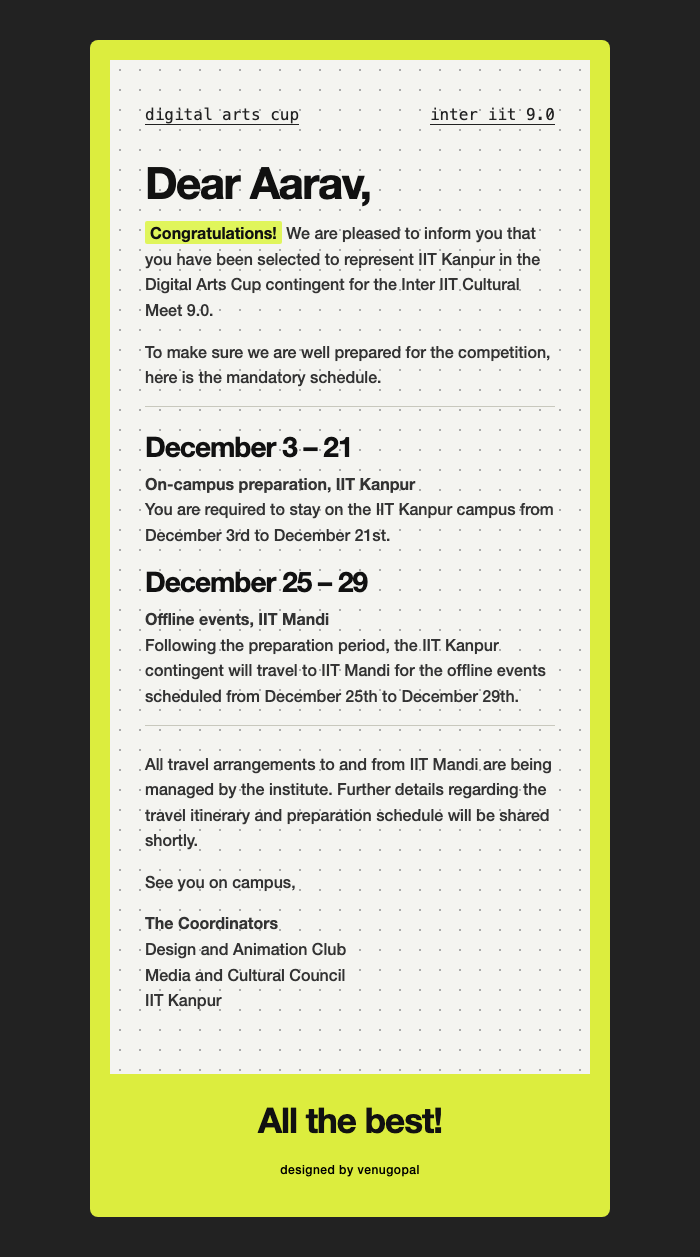 digital arts cup
inter iit 9.0
Dear Aarav,
Congratulations! We are pleased to inform you that
you have been selected to represent IIT Kanpur in the
Digital Arts Cup contingent for the Inter IIT Cultural
Meet 9.0.
To make sure we are well prepared for the competition,
here is the mandatory schedule.
December 3 – 21
On-campus preparation, IIT Kanpur
You are required to stay on the IIT Kanpur campus from
December 3rd to December 21st.
December 25 – 29
Offline events, IIT Mandi
Following the preparation period, the IIT Kanpur
contingent will travel to IIT Mandi for the offline events
scheduled from December 25th to December 29th.
All travel arrangements to and from IIT Mandi are being
managed by the institute. Further details regarding the
travel itinerary and preparation schedule will be shared
shortly.
See you on campus,
The Coordinators
Design and Animation Club
Media and Cultural Council
IIT Kanpur
All the best!
designed by venugopal